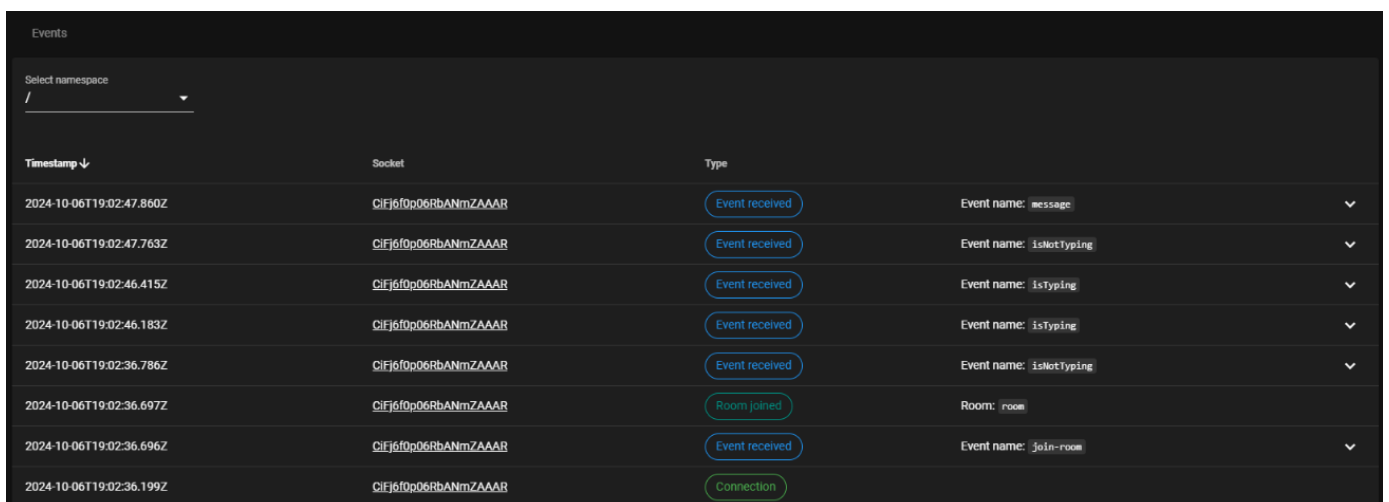 Events
Select namespace
/
Timestamp Socket Type
2024-10-06T19:02:47.860Z CiFj6f0p06RbANmZAAAR Event received Event name: message
2024-10-06T19:02:47.763Z CiFj6f0p06RbANmZAAAR Event received Event name: isNotTyping
2024-10-06T19:02:46.415Z CiFj6f0p06RbANmZAAAR Event received Event name: isTyping
2024-10-06T19:02:46.183Z CiFj6f0p06RbANmZAAAR Event received Event name: isTyping
2024-10-06T19:02:36.786Z CiFj6f0p06RbANmZAAAR Event received Event name: isNotTyping
2024-10-06T19:02:36.697Z CiFj6f0p06RbANmZAAAR Room joined Room: room
2024-10-06T19:02:36.696Z CiFj6f0p06RbANmZAAAR Event received Event name: join-room
2024-10-06T19:02:36.199Z CiFj6f0p06RbANmZAAAR Connection